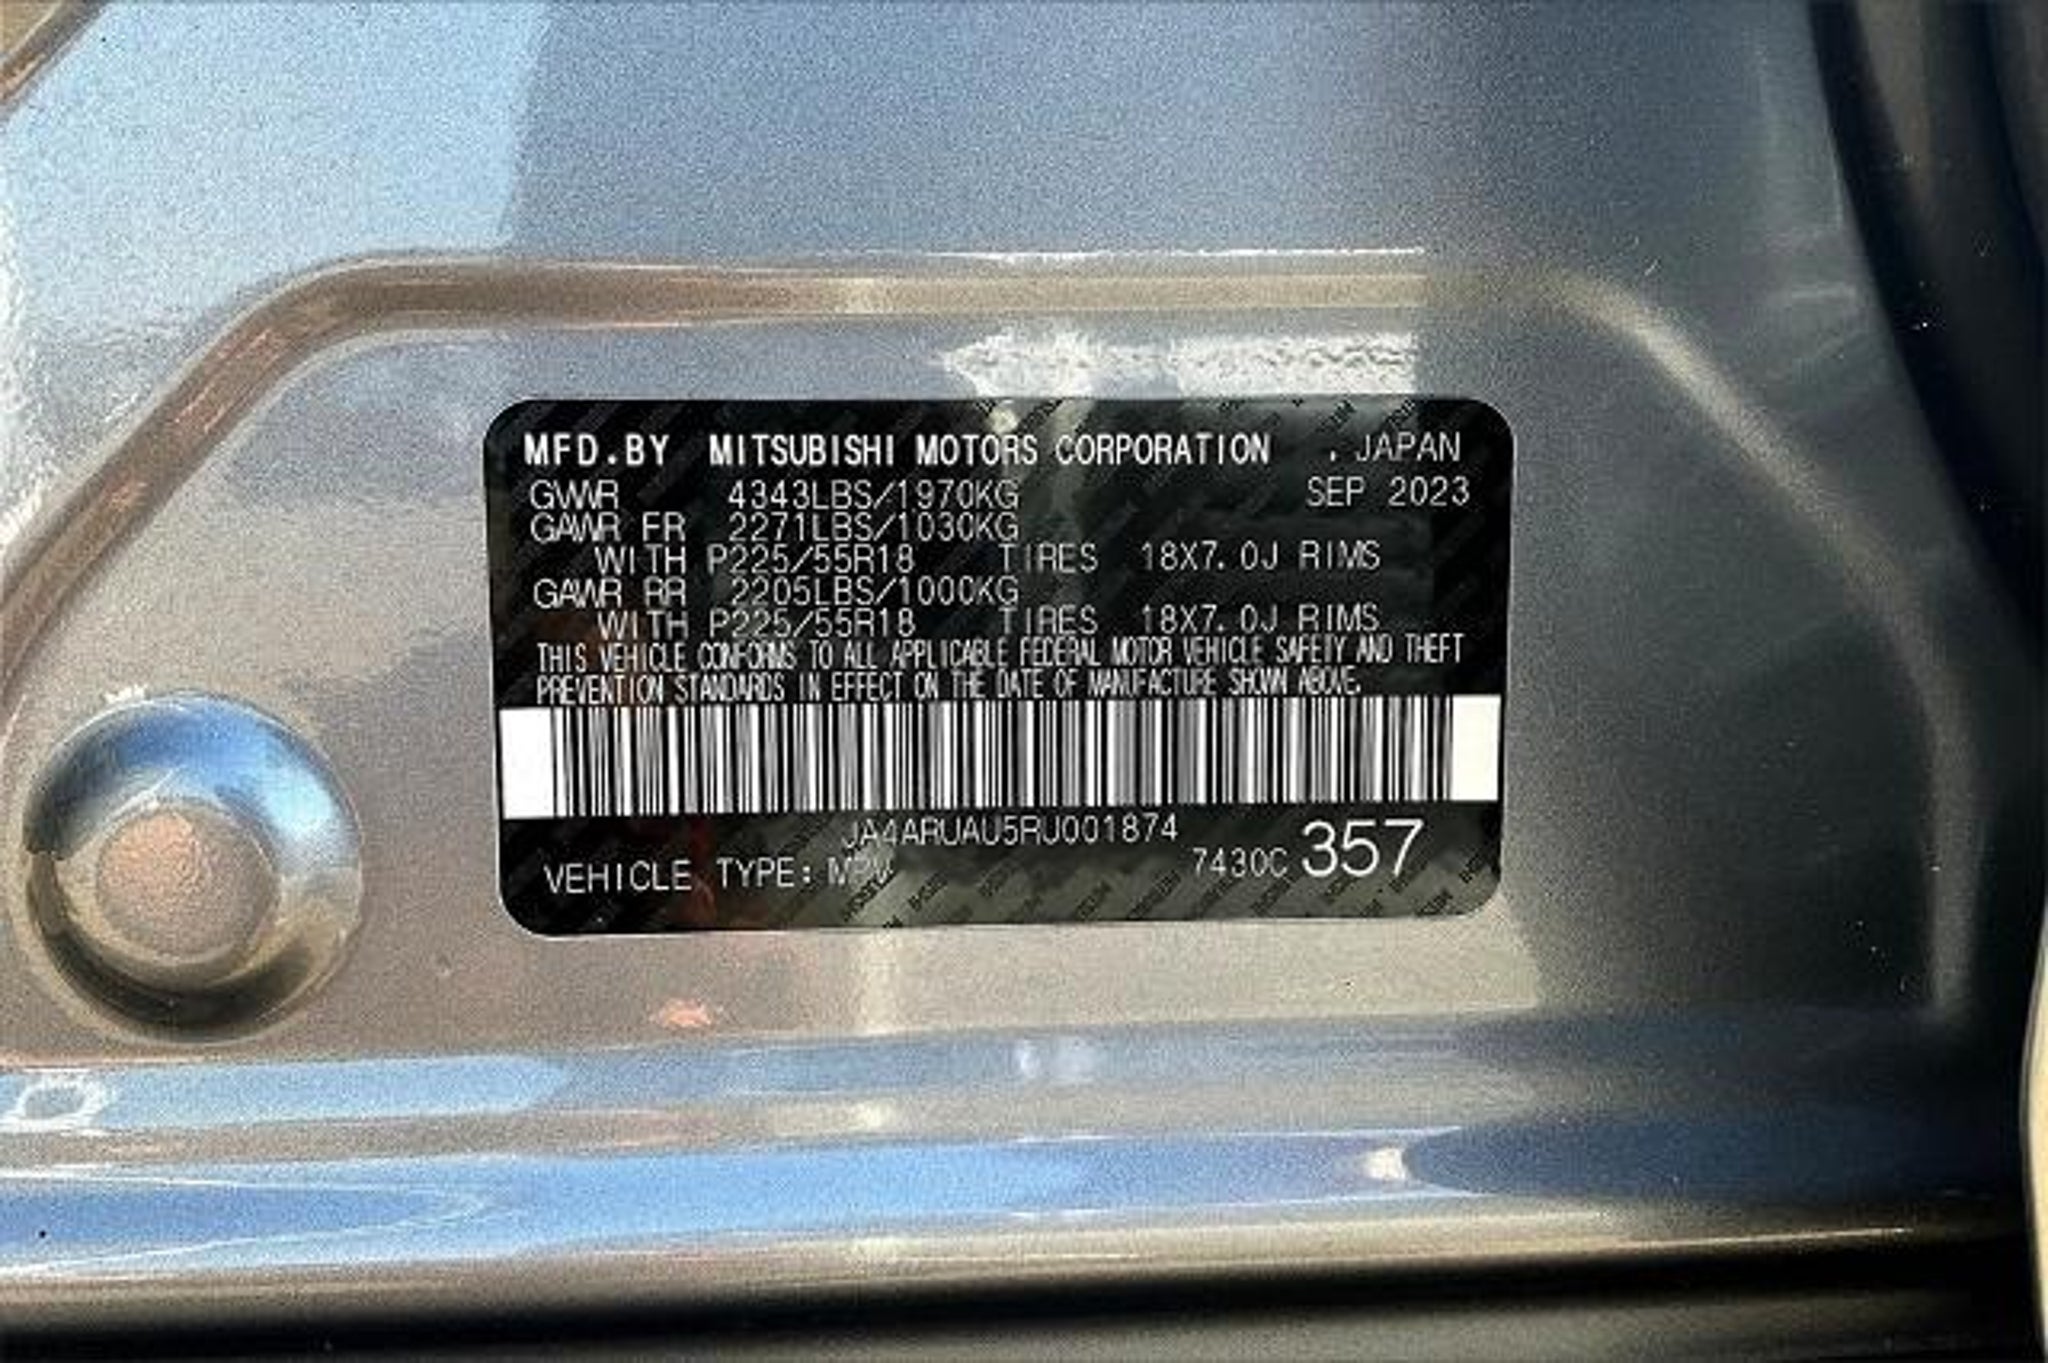 MFD.BY MITSUBISHI MOTORS CORPORATION . JAPAN
GVWR 4343LBS/1970KG SEP 2023
GAWR FR 2271LBS/1030KG
WITH P225/55R18 TIRES 18X7.0J RIMS
GAWR RR 2205LBS/1000KG
WITH P225/55R18 TIRES 18X7.0J RIMS
THIS VEHICLE CONFORMS TO ALL APPLICABLE FEDERAL MOTOR VEHICLE SAFETY AND THEFT
PREVENTION STANDARDS IN EFFECT ON THE DATE OF MANUFACTURE SHOWN ABOVE.
JA4ARUAU5RU001874
VEHICLE TYPE: MPV 7430C 357